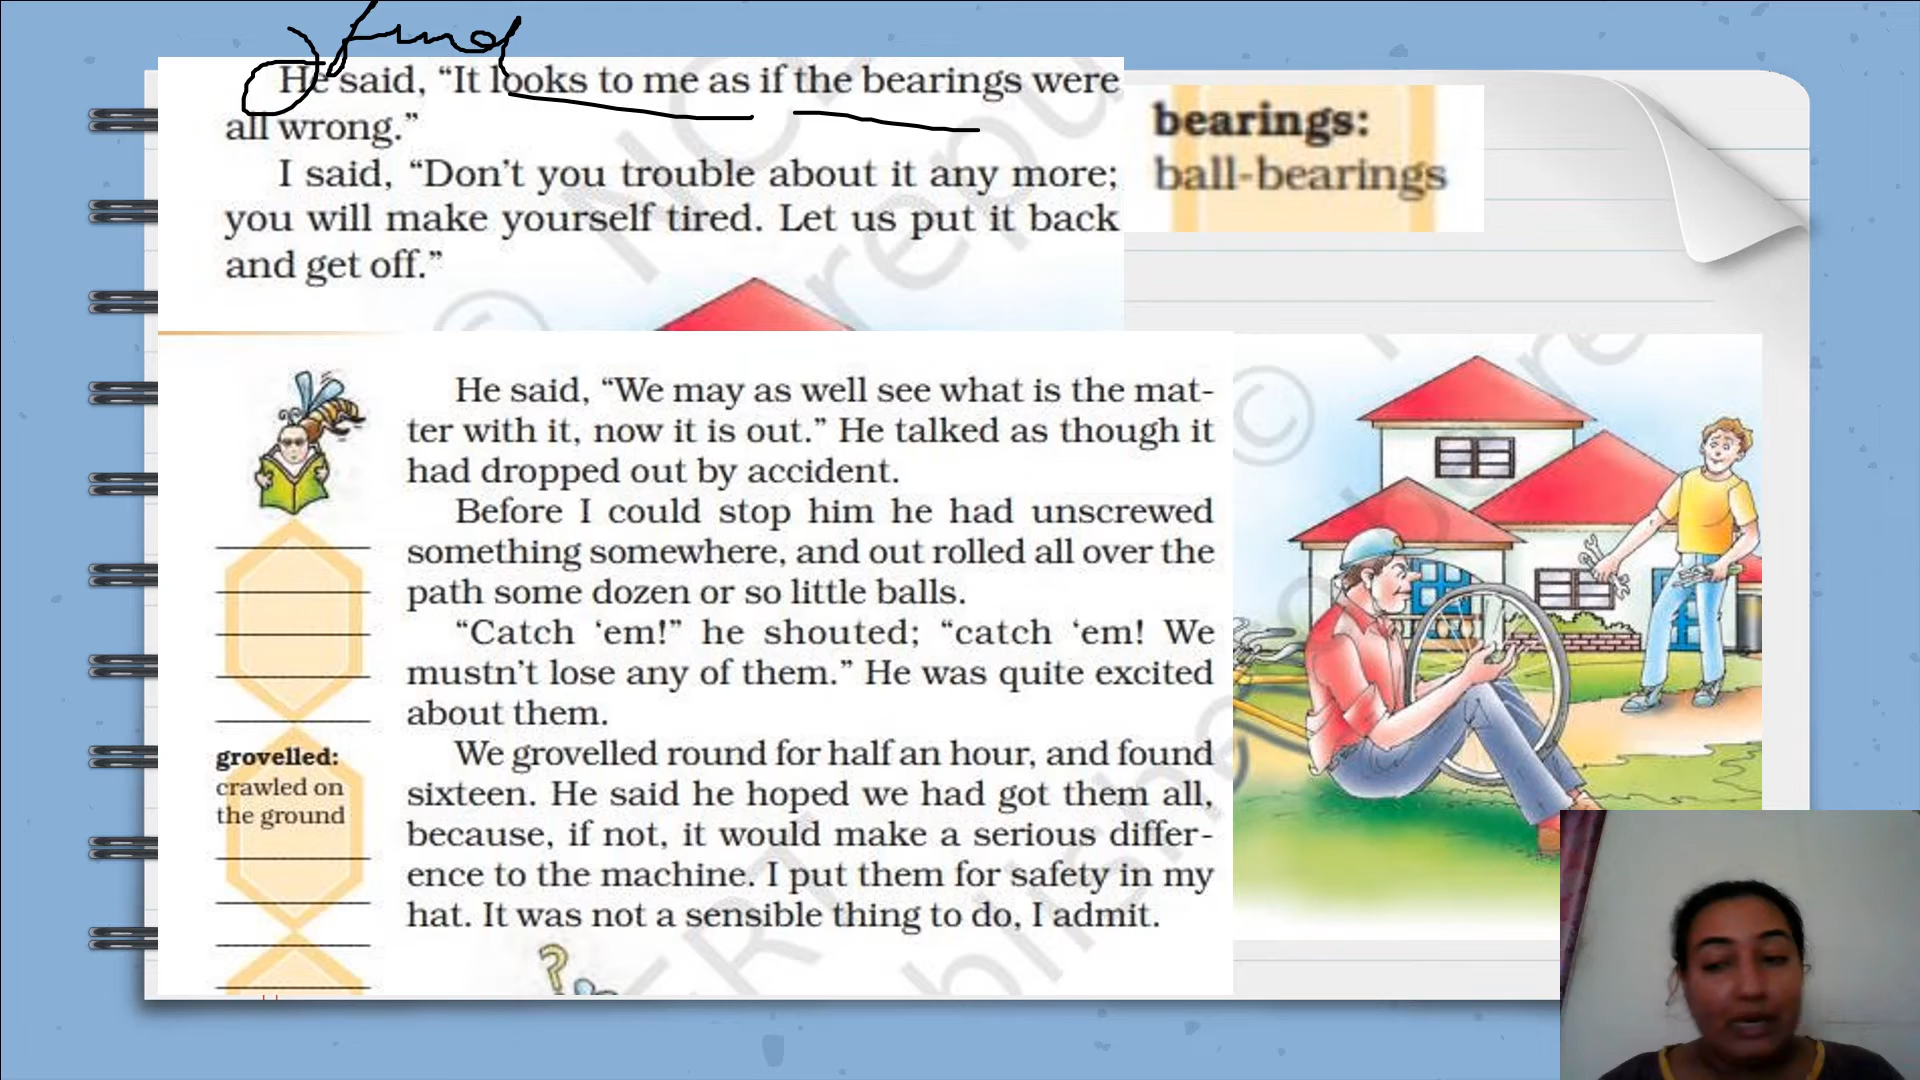 friend
He said, “It looks to me as if the bearings were
all wrong.”
I said, “Don’t you trouble about it any more;
you will make yourself tired. Let us put it back
and get off.”
bearings:
ball-bearings
He said, “We may as well see what is the mat-
ter with it, now it is out.” He talked as though it
had dropped out by accident.
Before I could stop him he had unscrewed
something somewhere, and out rolled all over the
path some dozen or so little balls.
“Catch ‘em!” he shouted; “catch ‘em! We
mustn’t lose any of them.” He was quite excited
about them.
We grovelled round for half an hour, and found
sixteen. He said he hoped we had got them all,
because, if not, it would make a serious differ-
ence to the machine. I put them for safety in my
hat. It was not a sensible thing to do, I admit.
grovelled:
crawled on
the ground